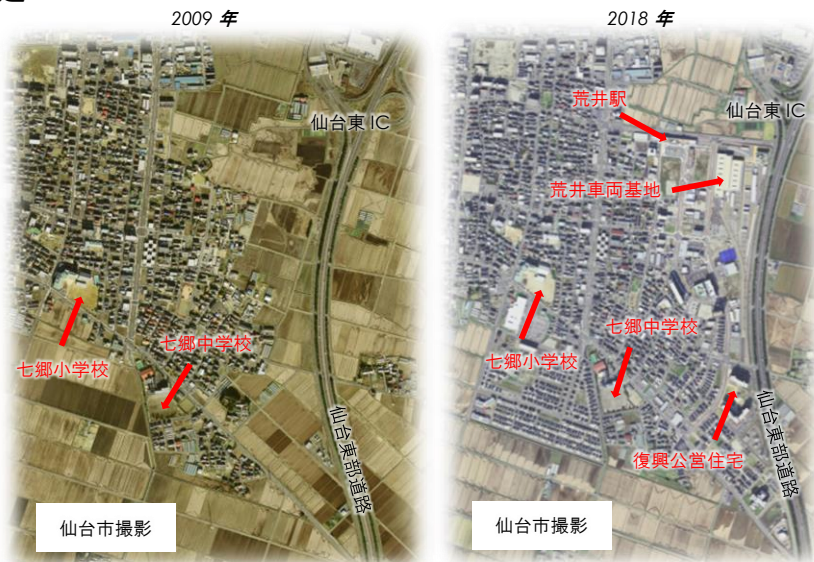 2009 年
2018 年
仙台東 IC
七郷小学校
七郷中学校
仙台東部道路
仙台市撮影
荒井駅
仙台東 IC
荒井車両基地
七郷小学校
七郷中学校
復興公営住宅
仙台東部道路
仙台市撮影